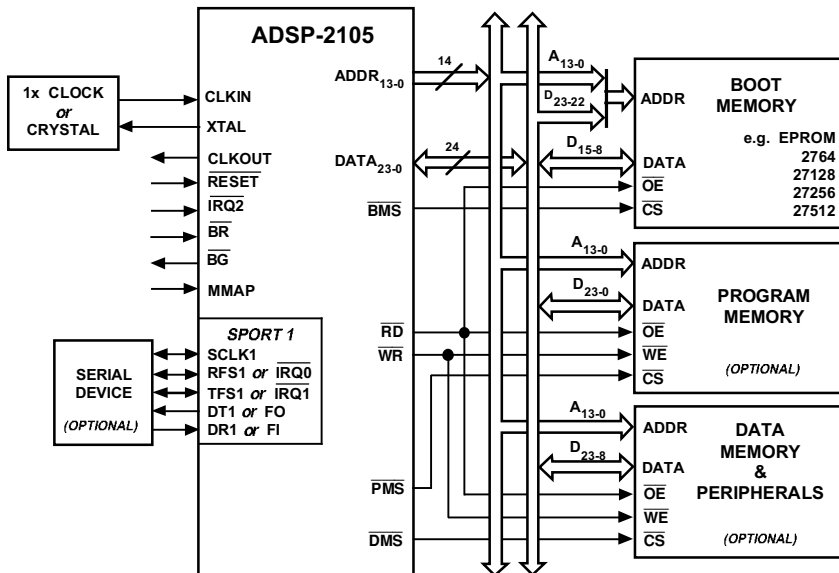 ADSP-2105
1x CLOCK
or
CRYSTAL
CLKIN
XTAL
CLKOUT
RESET
IRQ2
BR
BG
MMAP
SPORT 1
SCLK1
RFS1 or IRQ0
TFS1 or IRQ1
DT1 or FO
DR1 or FI
SERIAL
DEVICE
(OPTIONAL)
ADDR13-0
14
DATA23-0
24
BMS
RD
WR
PMS
DMS
A13-0
D23-22
D15-8
ADDR
DATA
OE
CS
BOOT
MEMORY
e.g. EPROM
2764
27128
27256
27512
A13-0
D23-0
ADDR
DATA
OE
WE
CS
PROGRAM
MEMORY
(OPTIONAL)
A13-0
D23-8
ADDR
DATA
OE
WE
CS
DATA
MEMORY
&
PERIPHERALS
(OPTIONAL)